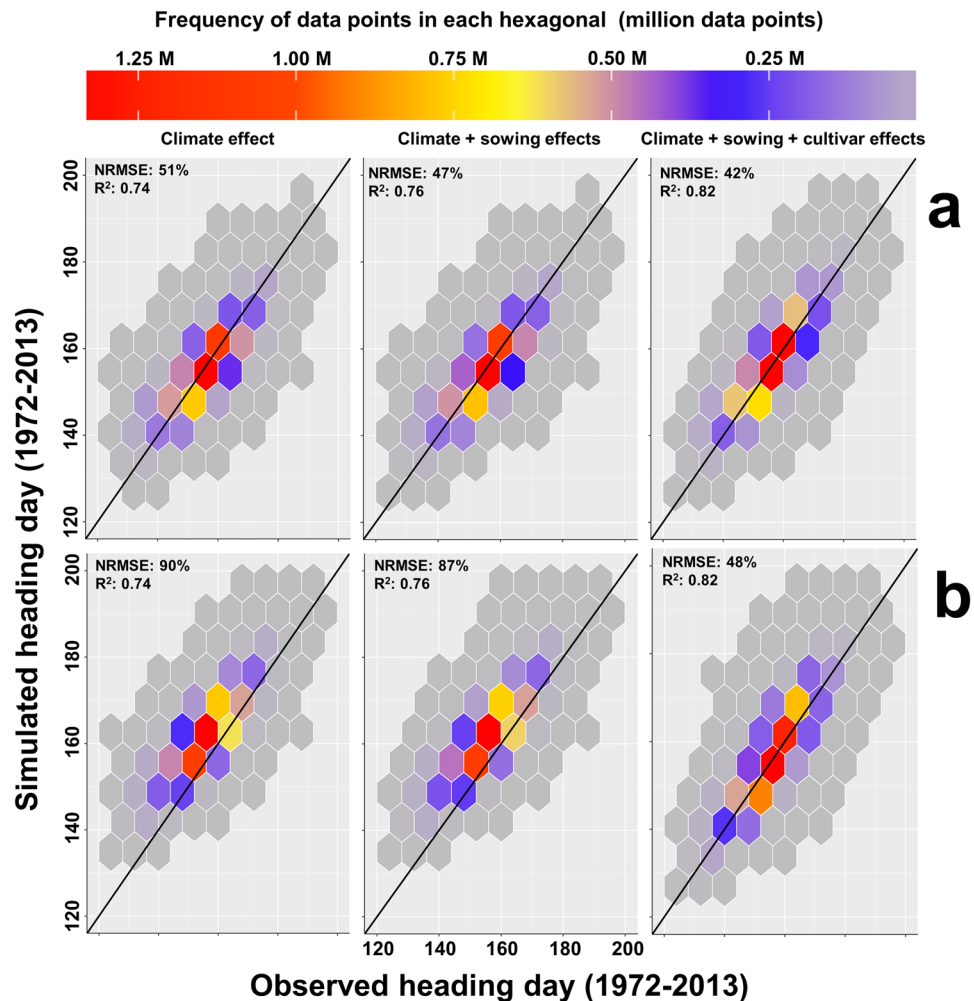 Frequency of data points in each hexagonal (million data points)
1.25 M 1.00 M 0.75 M 0.50 M 0.25 M
Climate effect Climate + sowing effects Climate + sowing + cultivar effects
NRMSE: 51%
R²: 0.74
NRMSE: 47%
R²: 0.76
NRMSE: 42%
R²: 0.82
a
200
180
160
140
120
NRMSE: 90%
R²: 0.74
NRMSE: 87%
R²: 0.76
NRMSE: 48%
R²: 0.82
b
200
180
160
140
120
Simulated heading day (1972-2013)
120 140 160 180 200
Observed heading day (1972-2013)